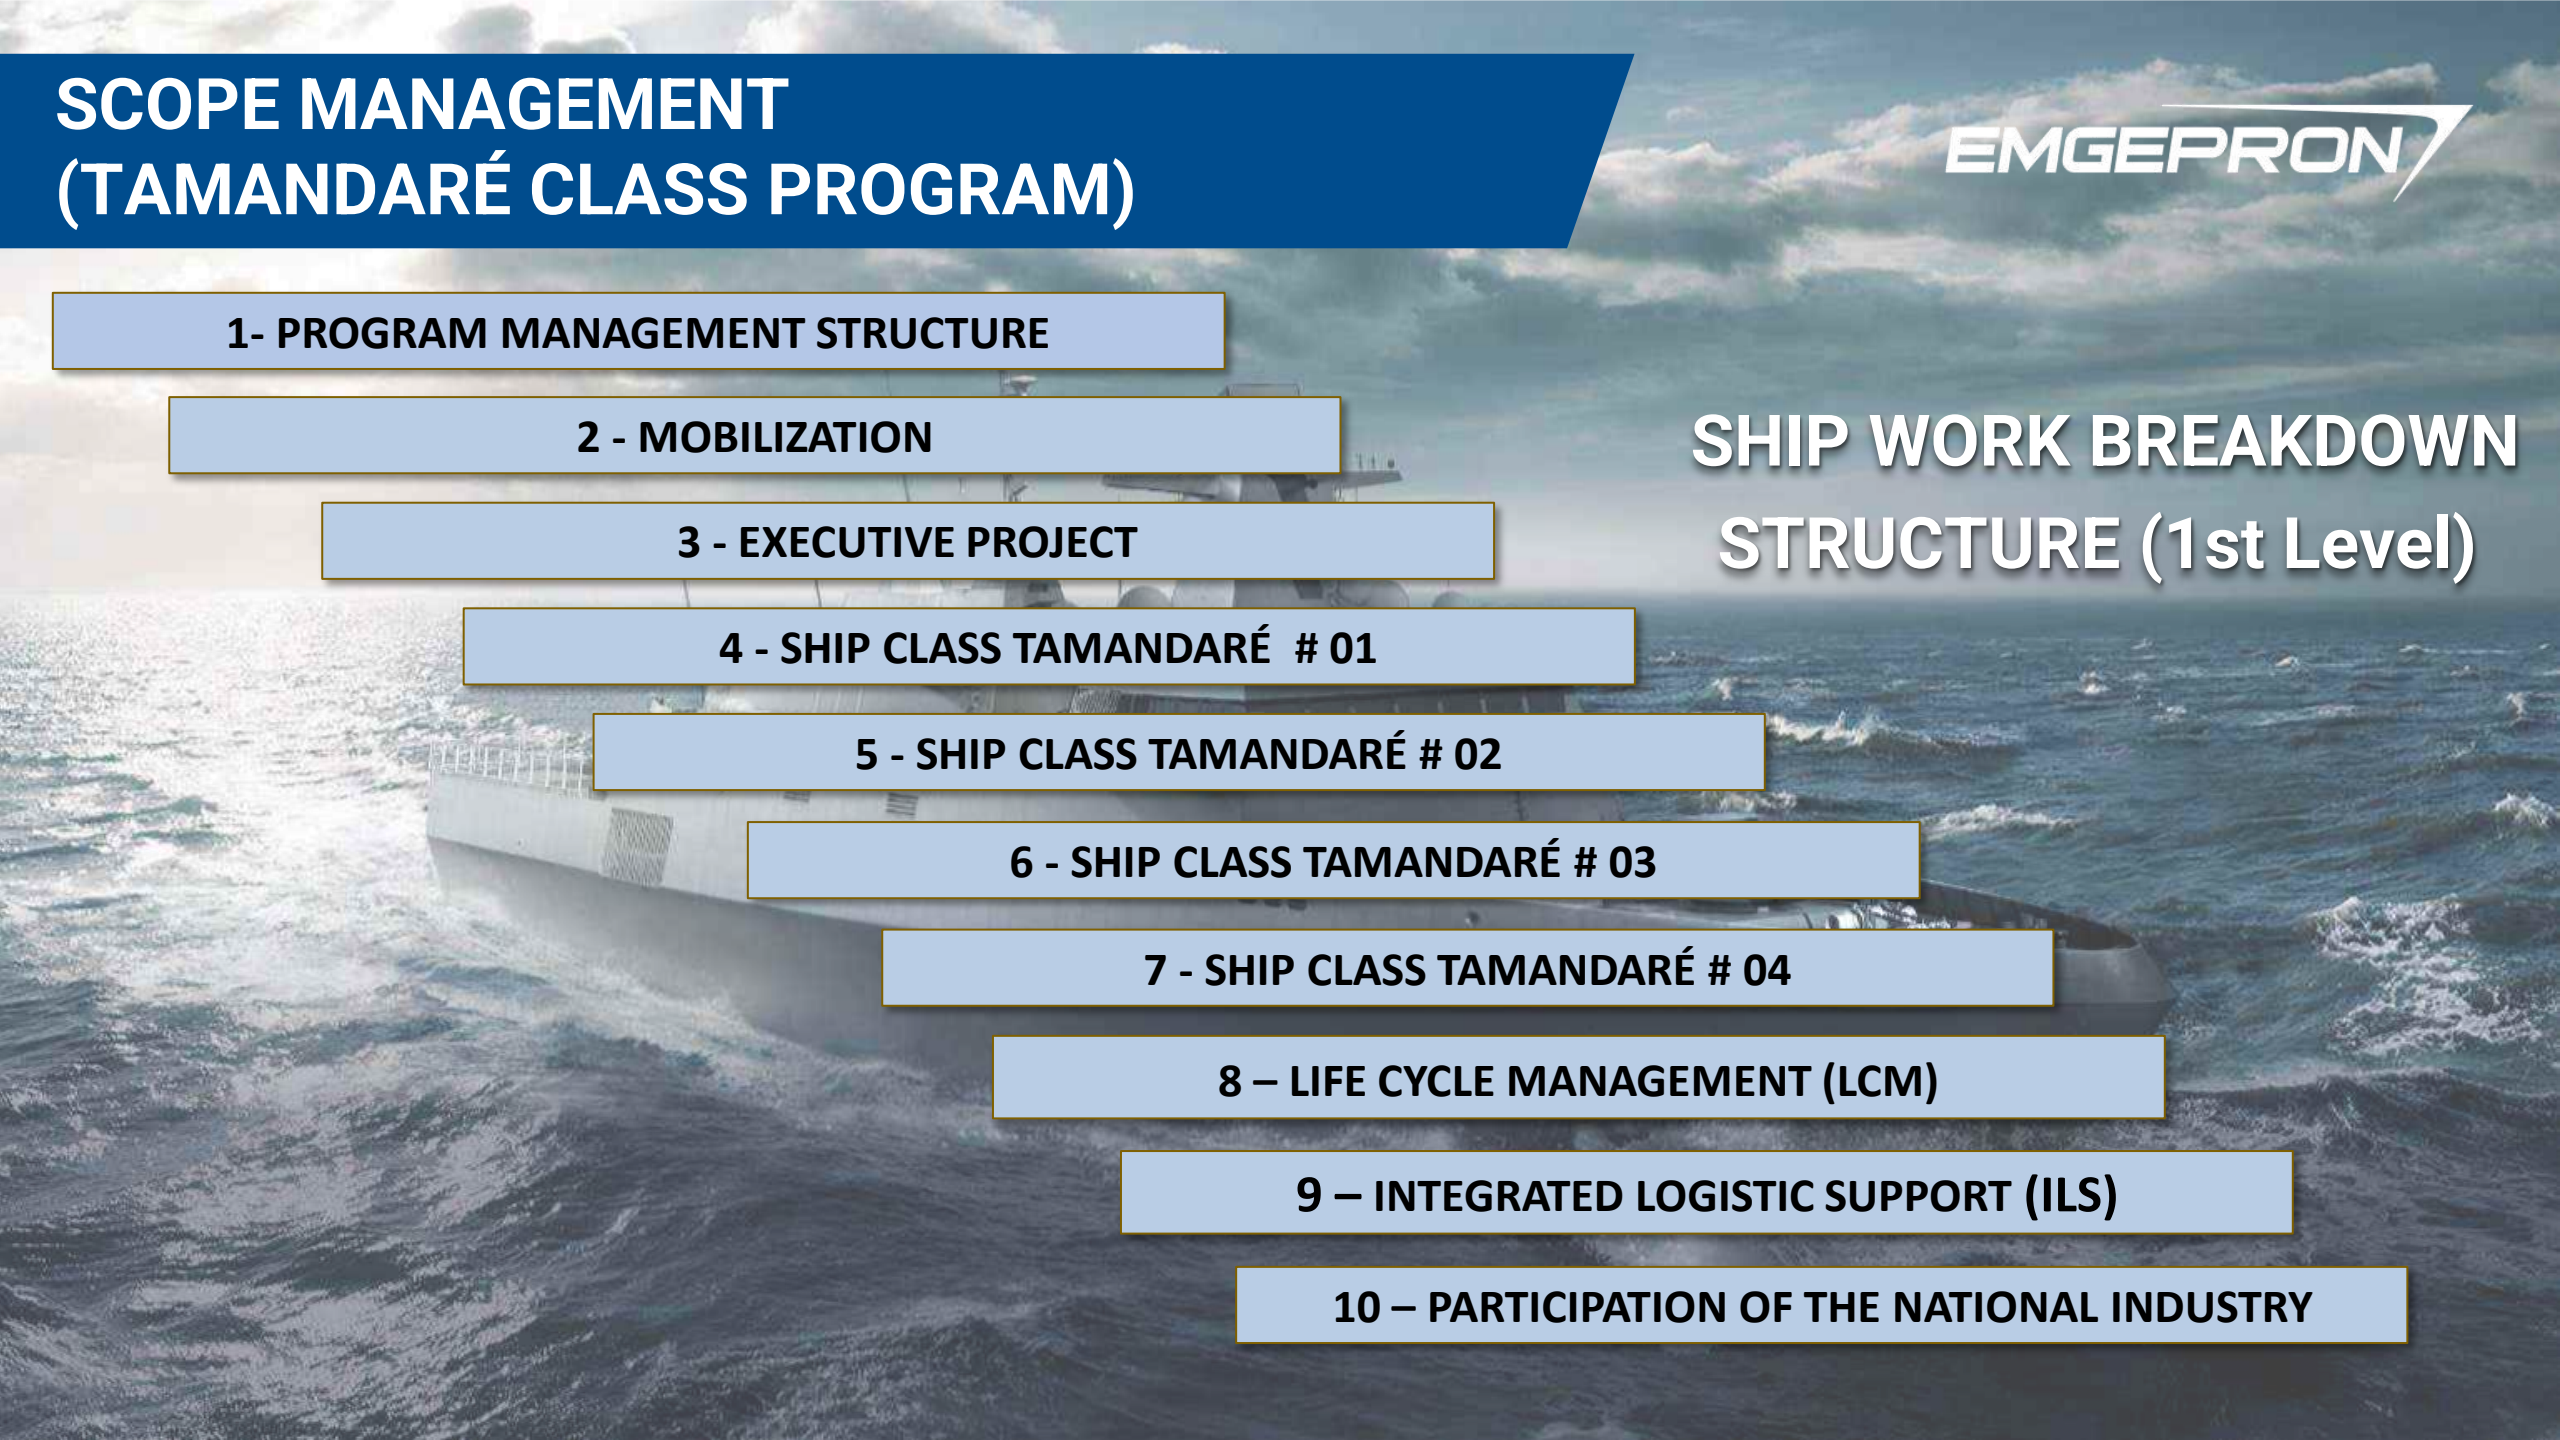 SCOPE MANAGEMENT
(TAMANDARÉ CLASS PROGRAM)
EMGEPRON
1- PROGRAM MANAGEMENT STRUCTURE
2 - MOBILIZATION
3 - EXECUTIVE PROJECT
4 - SHIP CLASS TAMANDARÉ  # 01
5 - SHIP CLASS TAMANDARÉ # 02
6 - SHIP CLASS TAMANDARÉ # 03
7 - SHIP CLASS TAMANDARÉ # 04
8 – LIFE CYCLE MANAGEMENT (LCM)
9 – INTEGRATED LOGISTIC SUPPORT (ILS)
10 – PARTICIPATION OF THE NATIONAL INDUSTRY
SHIP WORK BREAKDOWN
STRUCTURE (1st Level)